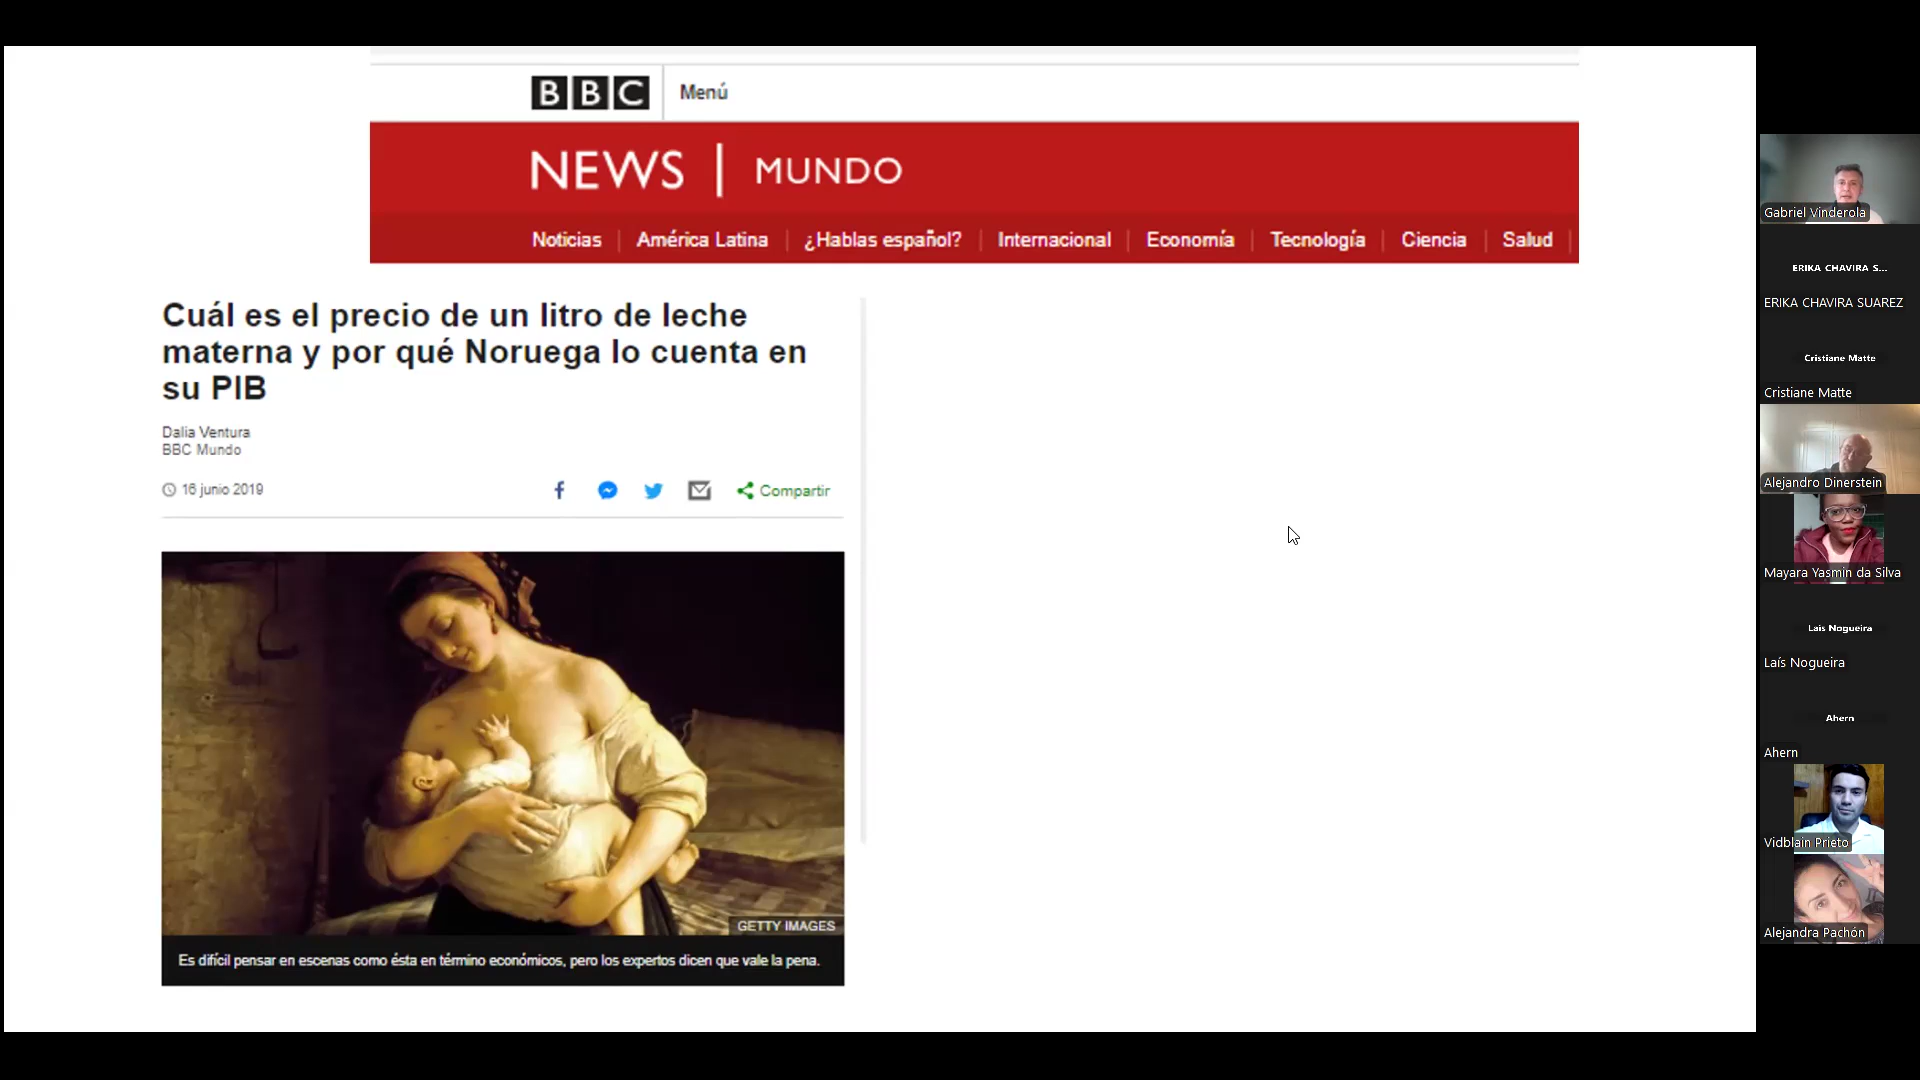 BBC
Menú
NEWS | MUNDO
Noticias | América Latina | ¿Hablas español? | Internacional | Economía | Tecnología | Ciencia | Salud |
Cuál es el precio de un litro de leche
materna y por qué Noruega lo cuenta en
su PIB
Dalia Ventura
BBC Mundo
16 junio 2019
Compartir
GETTY IMAGES
Es difícil pensar en escenas como ésta en término económicos, pero los expertos dicen que vale la pena.
Gabriel Vinderola
ERIKA CHAVIRA S...
ERIKA CHAVIRA SUAREZ
Cristiane Matte
Cristiane Matte
Alejandro Dinerstein
Mayara Yasmin da Silva
Laís Nogueira
Laís Nogueira
Ahern
Ahern
Vidblain Prieto
Alejandra Pachón